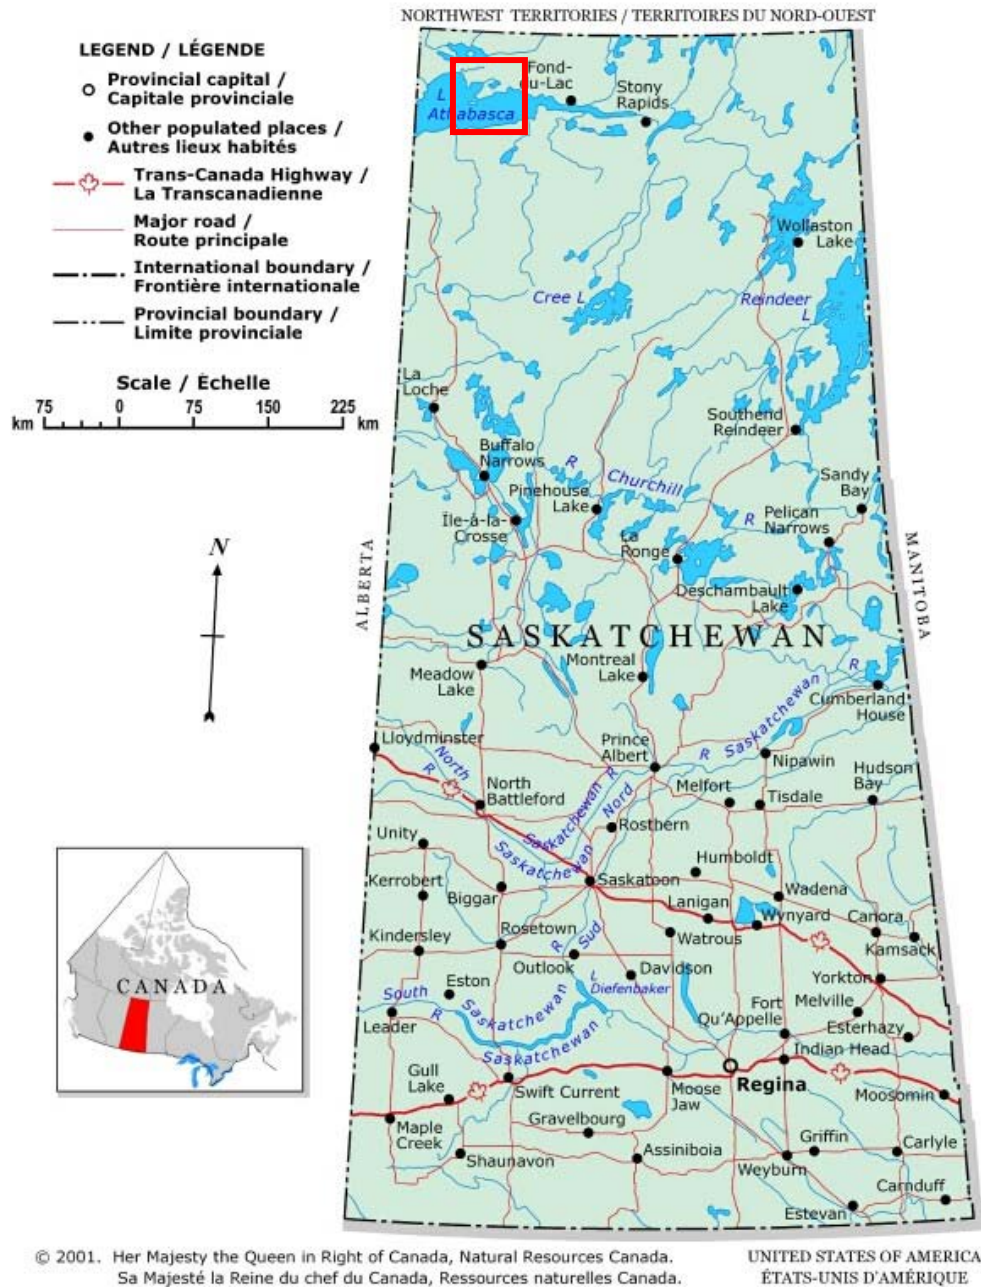 NORTHWEST TERRITORIES / TERRITOIRES DU NORD-OUEST
LEGEND / LÉGENDE
Provincial capital /
Capitale provinciale
Other populated places /
Autres lieux habités
Trans-Canada Highway /
La Transcanadienne
Major road /
Route principale
International boundary /
Frontière internationale
Provincial boundary /
Limite provinciale
Scale / Échelle
75 0 75 150 225
km km
N
Fond-
du-Lac
L
Athabasca
Stony
Rapids
Wollaston
Lake
Cree L
Reindeer
L
La
Loche
Southend
Reindeer
Buffalo
Narrows
R
Churchill
R
Pinehouse
Lake
Sandy
Bay
Île-à-la-
Crosse
Pelican
Narrows
La
Ronge
Deschambault
Lake
ALBERTA
MANITOBA
SASKATCHEWAN
Meadow
Lake
Montreal
Lake
R
Saskatchewan
R
Cumberland
House
Lloydminster
North
R
Prince
Albert
Nipawin
North
Battleford
Saskatchewan
R
Nord
Melfort
Tisdale
Hudson
Bay
Rosthern
Unity
Saskatchewan
Saskatchewan
Humboldt
Kerrobert
Biggar
Saskatoon
Lanigan
Wadena
Wynyard
Canora
Kamsack
Kindersley
Rosetown
R
Sud
Watrous
Outlook
Davidson
L
Diefenbaker
Yorkton
Eston
South
R
Saskatchewan
Saskatchewan
Leader
Fort
Qu'Appelle
Melville
Esterhazy
Indian Head
Gull
Lake
Swift Current
Moose
Jaw
Regina
Moosomin
Maple
Creek
Gravelbourg
Shaunavon
Assiniboia
Griffin
Carlyle
Weyburn
Carnduff
Estevan
CANADA
© 2001. Her Majesty the Queen in Right of Canada, Natural Resources Canada.
Sa Majesté la Reine du chef du Canada, Ressources naturelles Canada.
UNITED STATES OF AMERICA
ÉTATS-UNIS D'AMÉRIQUE